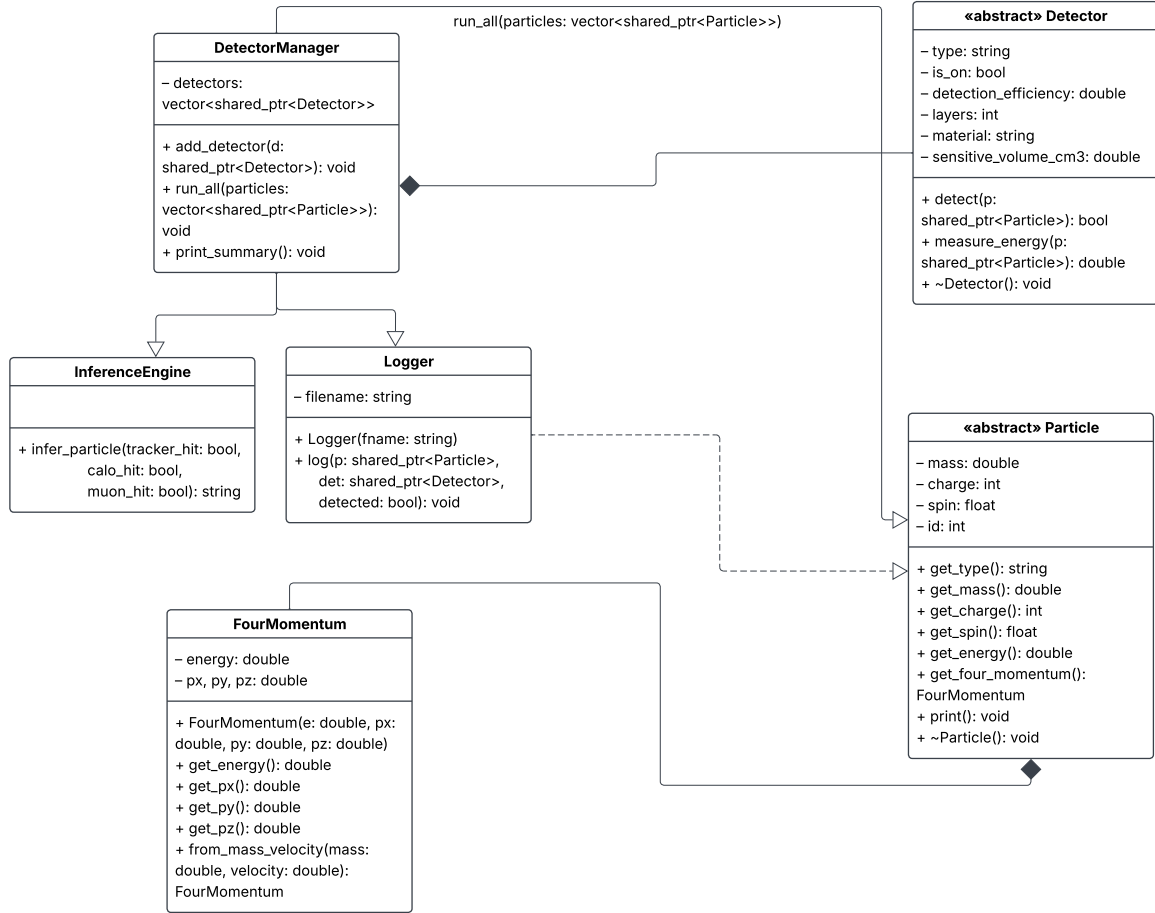 run_all(particles: vector<shared_ptr<Particle>>)
DetectorManager
– detectors:
vector<shared_ptr<Detector>>
+ add_detector(d:
shared_ptr<Detector>): void
+ run_all(particles:
vector<shared_ptr<Particle>>):
void
+ print_summary(): void
«abstract» Detector
– type: string
– is_on: bool
– detection_efficiency: double
– layers: int
– material: string
– sensitive_volume_cm3: double
+ detect(p:
shared_ptr<Particle>): bool
+ measure_energy(p:
shared_ptr<Particle>): double
+ ~Detector(): void
InferenceEngine
+ infer_particle(tracker_hit: bool,
calo_hit: bool,
muon_hit: bool): string
Logger
– filename: string
+ Logger(fname: string)
+ log(p: shared_ptr<Particle>,
det: shared_ptr<Detector>,
detected: bool): void
«abstract» Particle
– mass: double
– charge: int
– spin: float
– id: int
+ get_type(): string
+ get_mass(): double
+ get_charge(): int
+ get_spin(): float
+ get_energy(): double
+ get_four_momentum():
FourMomentum
+ print(): void
+ ~Particle(): void
FourMomentum
– energy: double
– px, py, pz: double
+ FourMomentum(e: double, px:
double, py: double, pz: double)
+ get_energy(): double
+ get_px(): double
+ get_py(): double
+ get_pz(): double
+ from_mass_velocity(mass:
double, velocity: double):
FourMomentum